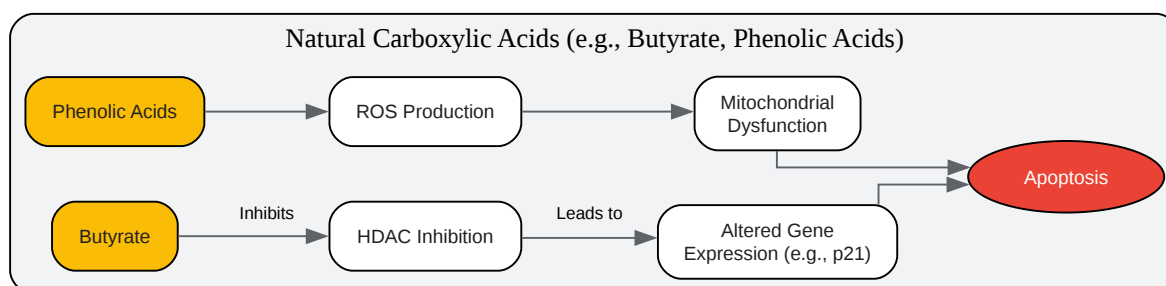 Natural Carboxylic Acids (e.g., Butyrate, Phenolic Acids)
Phenolic Acids
ROS Production
Mitochondrial
Dysfunction
Apoptosis
Butyrate
Inhibits
HDAC Inhibition
Leads to
Altered Gene
Expression (e.g., p21)